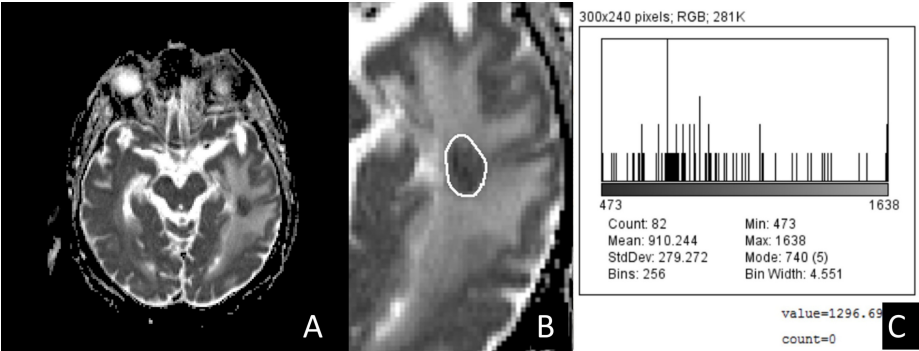 A
B
300x240 pixels; RGB; 281K
473 1638
Count: 82 Min: 473
Mean: 910.244 Max: 1638
StdDev: 279.272 Mode: 740 (5)
Bins: 256 Bin Width: 4.551
value=1296.69
count=0
C